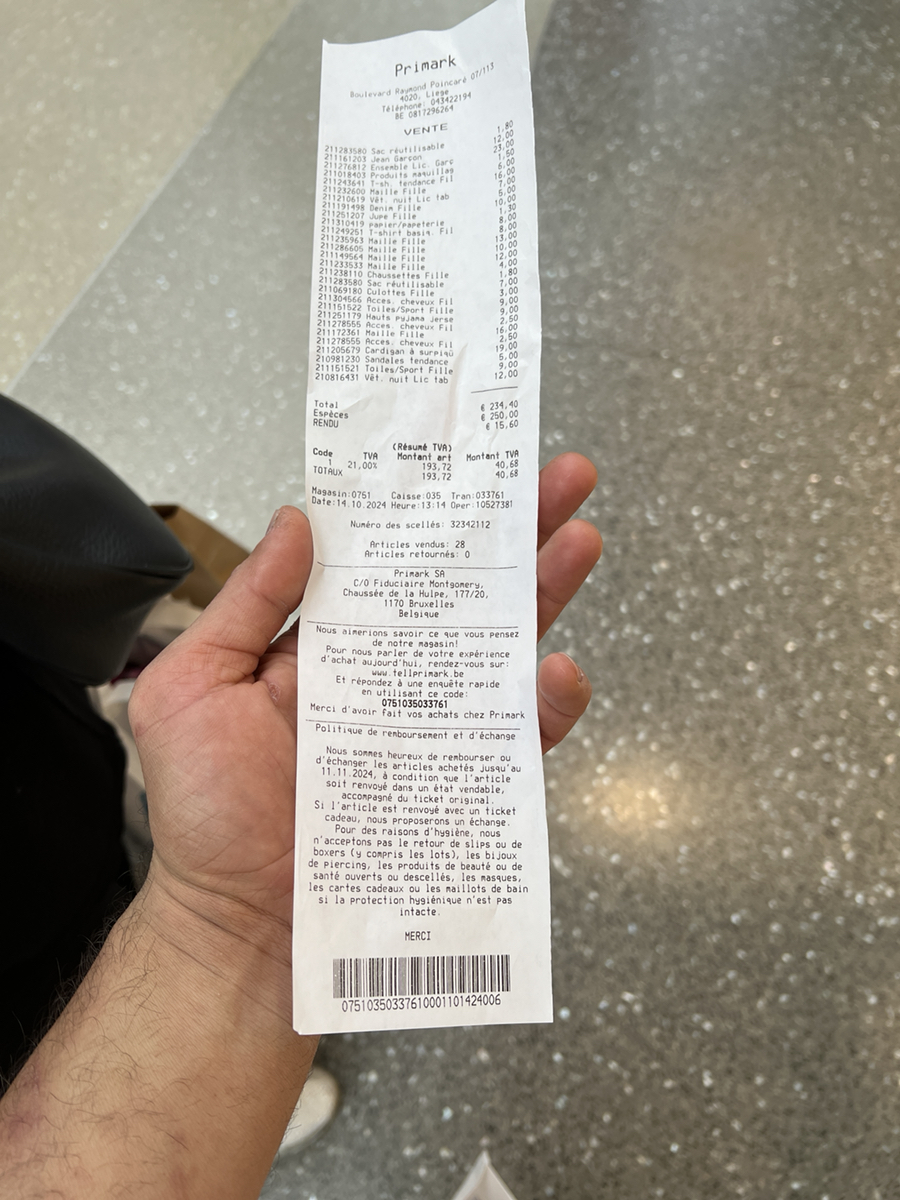 Primark
Boulevard Raymond Poincaré 07/113
4020, Liege
Téléphone: 043422194
BE 0817296264
VENTE
211283580 Sac réutilisable 1,80
211161203 Jean Garçon 12,00
211276812 Ensemble Lic. Garç 23,00
211018403 Produits maquillag 1,50
211243641 T-sh. tendance Fil 6,00
211232600 Maille Fille 16,00
211210619 Vêt. nuit Lic tab 7,00
211191498 Denim Fille 5,00
211251207 Jupe Fille 10,00
211310419 papier/papeterie 1,30
211249251 T-shirt basiq. Fil 8,00
211235963 Maille Fille 8,00
211286605 Maille Fille 13,00
211149564 Maille Fille 10,00
211233533 Maille Fille 12,00
211238110 Chaussettes Fille 4,00
211283580 Sac réutilisable 1,80
211069180 Culottes Fille 7,00
211304566 Acces. cheveux Fil 3,00
211151522 Toiles/Sport Fille 9,00
211251179 Hauts pyjama jerse 9,00
211278555 Acces. cheveux Fil 2,50
211172361 Maille Fille 16,00
211278555 Acces. cheveux Fil 2,50
211205679 Cardigan à surpiqû 19,00
210981230 Sandales tendance 5,00
211151521 Toiles/Sport Fille 9,00
210816431 Vêt. nuit Lic tab 12,00
Total € 234,40
Espèces € 250,00
RENDU € 15,60
(Résumé TVA)
Code TVA Montant art Montant TVA
1 21,00% 193,72 40,68
TOTAUX 193,72 40,68
Magasin:0751 Caisse:035 Tran:033761
Date:14.10.2024 Heure:13:14 Oper:10527381
Numéro des scellés: 32342112
Articles vendus: 28
Articles retournés: 0
Primark SA
C/O Fiduciaire Montgomery,
Chaussée de la Hulpe, 177/20,
1170 Bruxelles
Belgique
Nous aimerions savoir ce que vous pensez
de notre magasin!
Pour nous parler de votre expérience
d'achat aujourd'hui, rendez-vous sur:
www.tellprimark.be
Et répondez à une enquête rapide
en utilisant ce code:
0751035033761
Merci d'avoir fait vos achats chez Primark
Politique de remboursement et d'échange
Nous sommes heureux de rembourser ou
d'échanger les articles achetés jusqu'au
11.11.2024, à condition que l'article
soit renvoyé dans un état vendable,
accompagné du ticket original.
Si l'article est renvoyé avec un ticket
cadeau, nous proposerons un échange.
Pour des raisons d'hygiène, nous
n'acceptons pas le retour de slips ou de
boxers (y compris les lots), les bijoux
de piercing, les produits de beauté ou de
santé ouverts ou descellés, les masques,
les cartes cadeaux ou les maillots de bain
si la protection hygiénique n'est pas
intacte.
MERCI
07510350337610001101424006